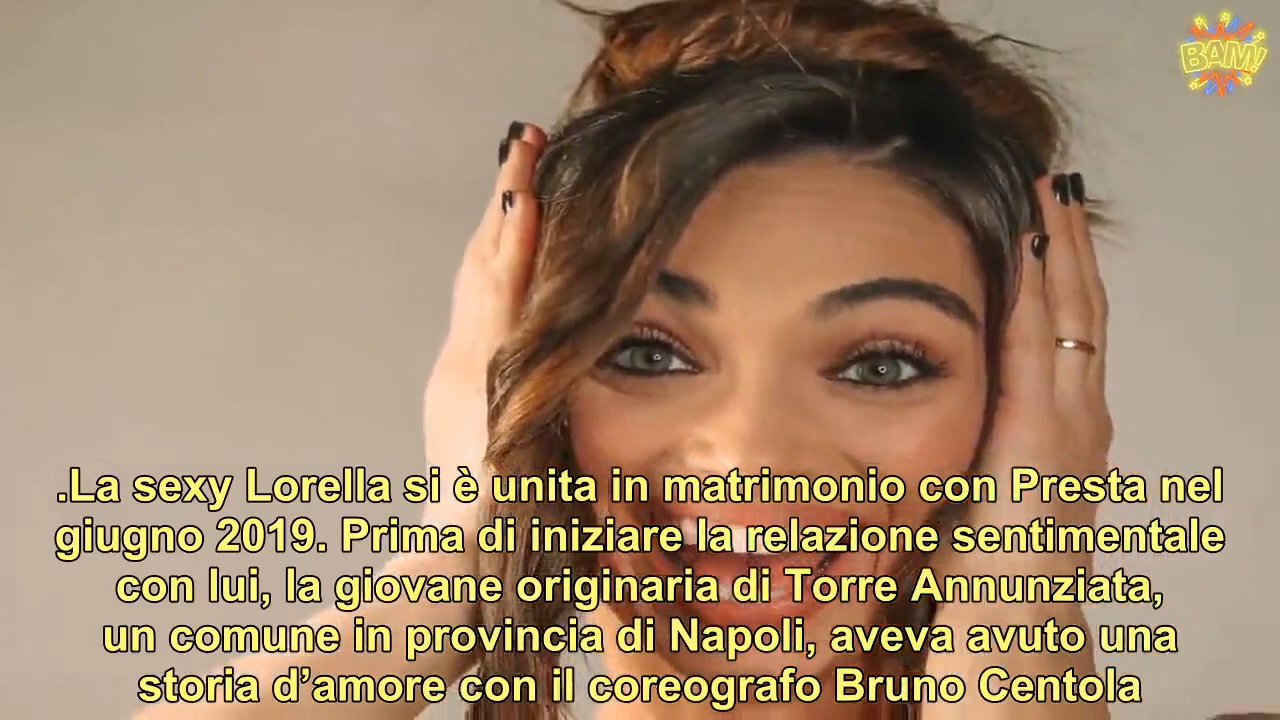 BAM!
.La sexy Lorella si è unita in matrimonio con Presta nel
giugno 2019. Prima di iniziare la relazione sentimentale
con lui, la giovane originaria di Torre Annunziata,
un comune in provincia di Napoli, aveva avuto una
storia d’amore con il coreografo Bruno Centola